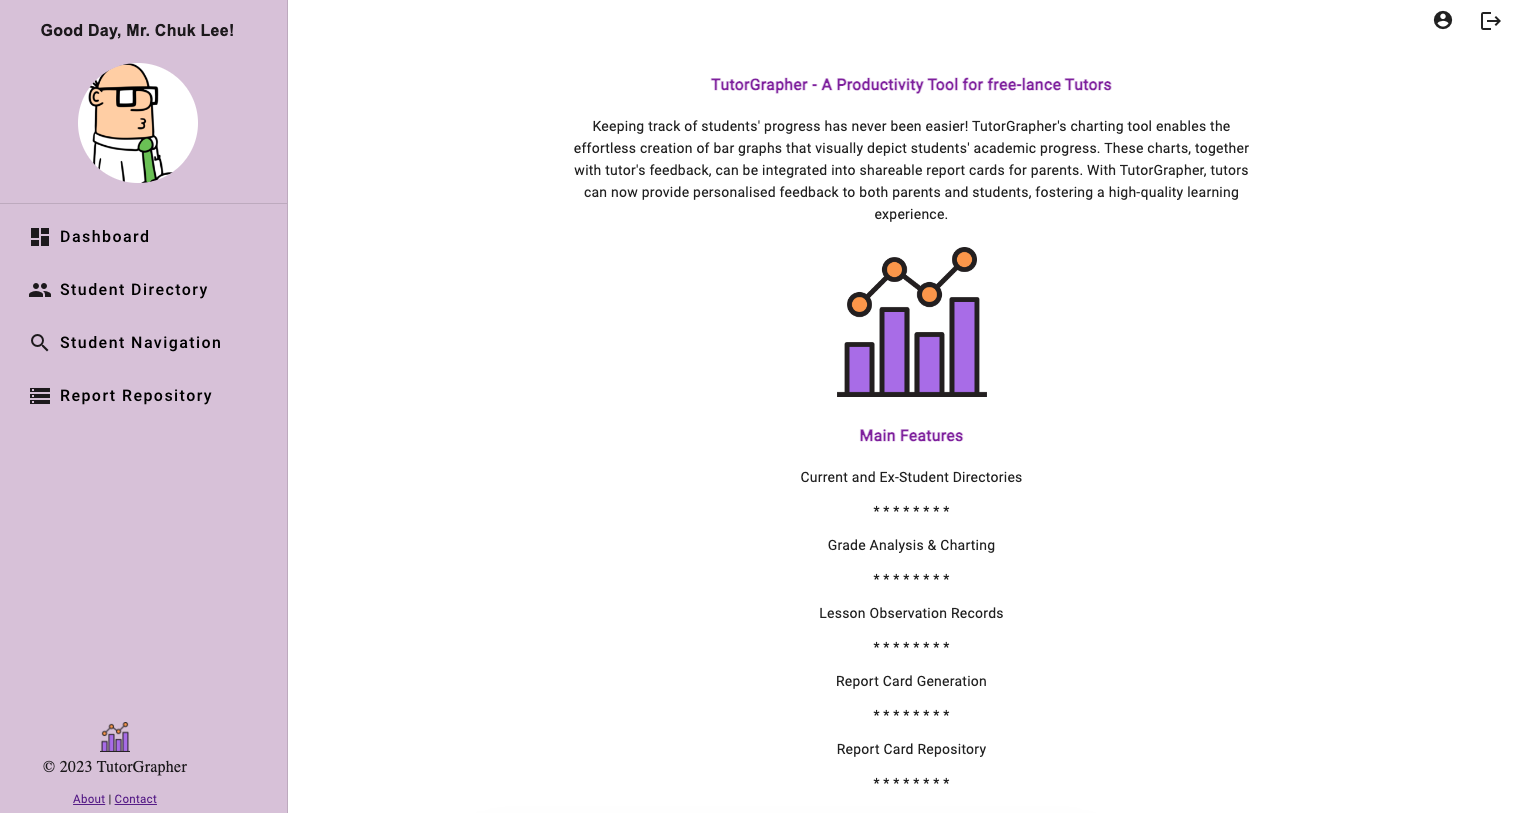 Good Day, Mr. Chuk Lee!
Dashboard
Student Directory
Student Navigation
Report Repository
© 2023 TutorGrapher
About | Contact
TutorGrapher - A Productivity Tool for free-lance Tutors
Keeping track of students' progress has never been easier! TutorGrapher's charting tool enables the
effortless creation of bar graphs that visually depict students' academic progress. These charts, together
with tutor's feedback, can be integrated into shareable report cards for parents. With TutorGrapher, tutors
can now provide personalised feedback to both parents and students, fostering a high-quality learning
experience.
Main Features
Current and Ex-Student Directories
* * * * * * * *
Grade Analysis & Charting
* * * * * * * *
Lesson Observation Records
* * * * * * * *
Report Card Generation
* * * * * * * *
Report Card Repository
* * * * * * * *